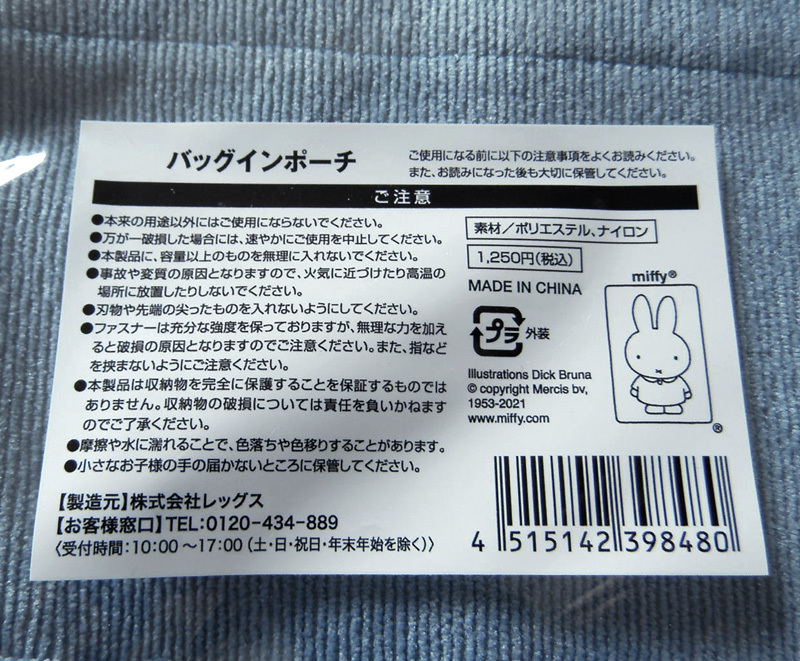 バッグインポーチ
ご使用になる前に以下の注意事項をよくお読みください。
また、お読みになった後も大切に保管してください。
ご注意
●本来の用途以外にはご使用にならないでください。
●万が一破損した場合には、速やかにご使用を中止してください。
●本製品に、容量以上のものを無理に入れないでください。
●事故や変質の原因となりますので、火気に近づけたり高温の
場所に放置したりしないでください。
●刃物や先端の尖ったものを入れないようにしてください。
●ファスナーは充分な強度を保っておりますが、無理な力を加え
ると破損の原因となりますのでご注意ください。また、指など
を挟まないようにご注意ください。
●本製品は収納物を完全に保護することを保証するものでは
ありません。収納物の破損については責任を負いかねます
のでご了承ください。
●摩擦や水に濡れることで、色落ちや色移りすることがあります。
●小さなお子様の手の届かないところに保管してください。
【製造元】株式会社レッグス
【お客様窓口】TEL:0120-434-889
〈受付時間:10:00～17:00(土・日・祝日・年末年始を除く)〉
素材/ポリエステル、ナイロン
1,250円(税込)
MADE IN CHINA
プラ 外装
Illustrations Dick Bruna
© copyright Mercis bv,
1953-2021
www.miffy.com
miffy®
®
4 515142 398480